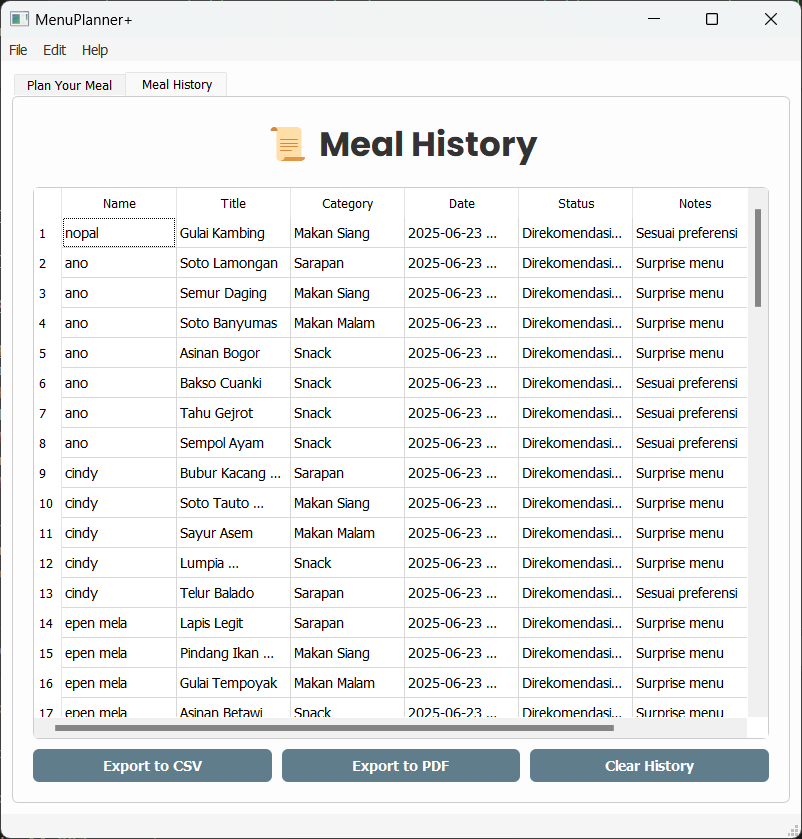 MenuPlanner+
File Edit Help
Plan Your Meal Meal History
Meal History
Name Title Category Date Status Notes
1 nopal Gulai Kambing Makan Siang 2025-06-23 ... Direkomendasi... Sesuai preferensi
2 ano Soto Lamongan Sarapan 2025-06-23 ... Direkomendasi... Surprise menu
3 ano Semur Daging Makan Siang 2025-06-23 ... Direkomendasi... Surprise menu
4 ano Soto Banyumas Makan Malam 2025-06-23 ... Direkomendasi... Surprise menu
5 ano Asinan Bogor Snack 2025-06-23 ... Direkomendasi... Surprise menu
6 ano Bakso Cuanki Snack 2025-06-23 ... Direkomendasi... Sesuai preferensi
7 ano Tahu Gejrot Snack 2025-06-23 ... Direkomendasi... Sesuai preferensi
8 ano Sempol Ayam Snack 2025-06-23 ... Direkomendasi... Sesuai preferensi
9 cindy Bubur Kacang ... Sarapan 2025-06-23 ... Direkomendasi... Surprise menu
10 cindy Soto Tauto ... Makan Siang 2025-06-23 ... Direkomendasi... Surprise menu
11 cindy Sayur Asem Makan Malam 2025-06-23 ... Direkomendasi... Surprise menu
12 cindy Lumpia ... Snack 2025-06-23 ... Direkomendasi... Surprise menu
13 cindy Telur Balado Sarapan 2025-06-23 ... Direkomendasi... Sesuai preferensi
14 epen mela Lapis Legit Sarapan 2025-06-23 ... Direkomendasi... Surprise menu
15 epen mela Pindang Ikan ... Makan Siang 2025-06-23 ... Direkomendasi... Surprise menu
16 epen mela Gulai Tempoyak Makan Malam 2025-06-23 ... Direkomendasi... Surprise menu
17 epen mela Asinan Betawi Snack 2025-06-23 ... Direkomendasi... Surprise menu
Export to CSV Export to PDF Clear History